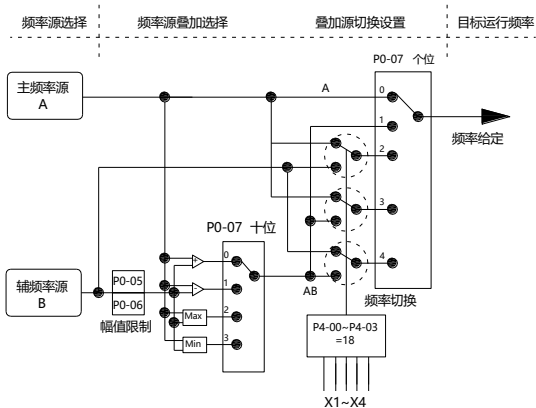 频率源选择 频率源叠加选择 叠加源切换设置 目标运行频率
P0-07 个位
主频率源
A
A
0
1
2
3
4
频率给定
P0-07 十位
辅频率源
B
P0-05
P0-06
幅值限制
+
-
Max
Min
0
1
2
3
AB
频率切换
P4-00~P4-03
=18
X1~X4